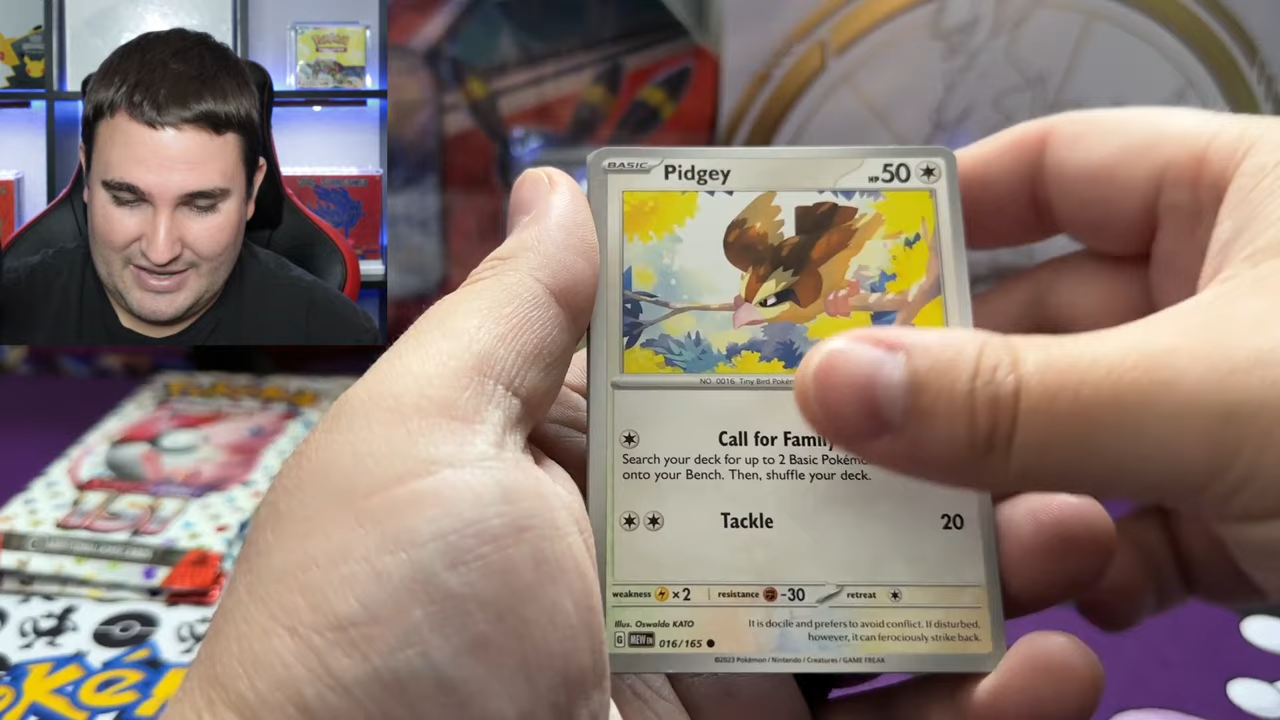 BASIC
Pidgey
HP 50
NO. 0016 Tiny Bird Pokém
Call for Family
Search your deck for up to 2 Basic Pokémo
onto your Bench. Then, shuffle your deck.
Tackle 20
weakness ×2 resistance -30 retreat
Illus. Oswaldo KATO
It is docile and prefers to avoid conflict. If disturbed,
however, it can ferociously strike back.
G MEW EN 016/165
©2023 Pokémon / Nintendo / Creatures / GAME FREAK
151
Poké